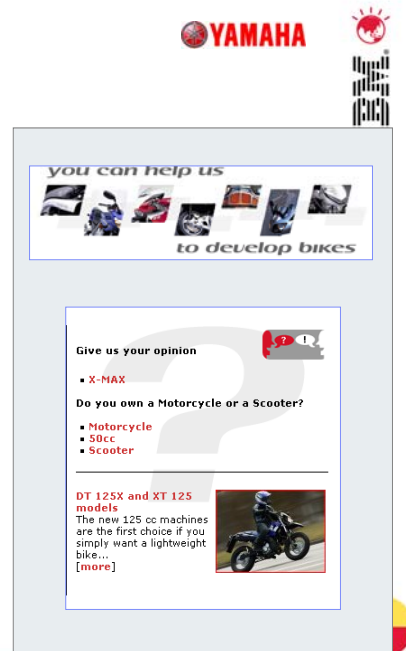 YAMAHA
IBM.
you can help us
to develop bikes
? !
Give us your opinion
X-MAX
Do you own a Motorcycle or a Scooter?
Motorcycle
50cc
Scooter
DT 125X and XT 125
models
The new 125 cc machines
are the first choice if you
simply want a lightweight
bike...
[more]